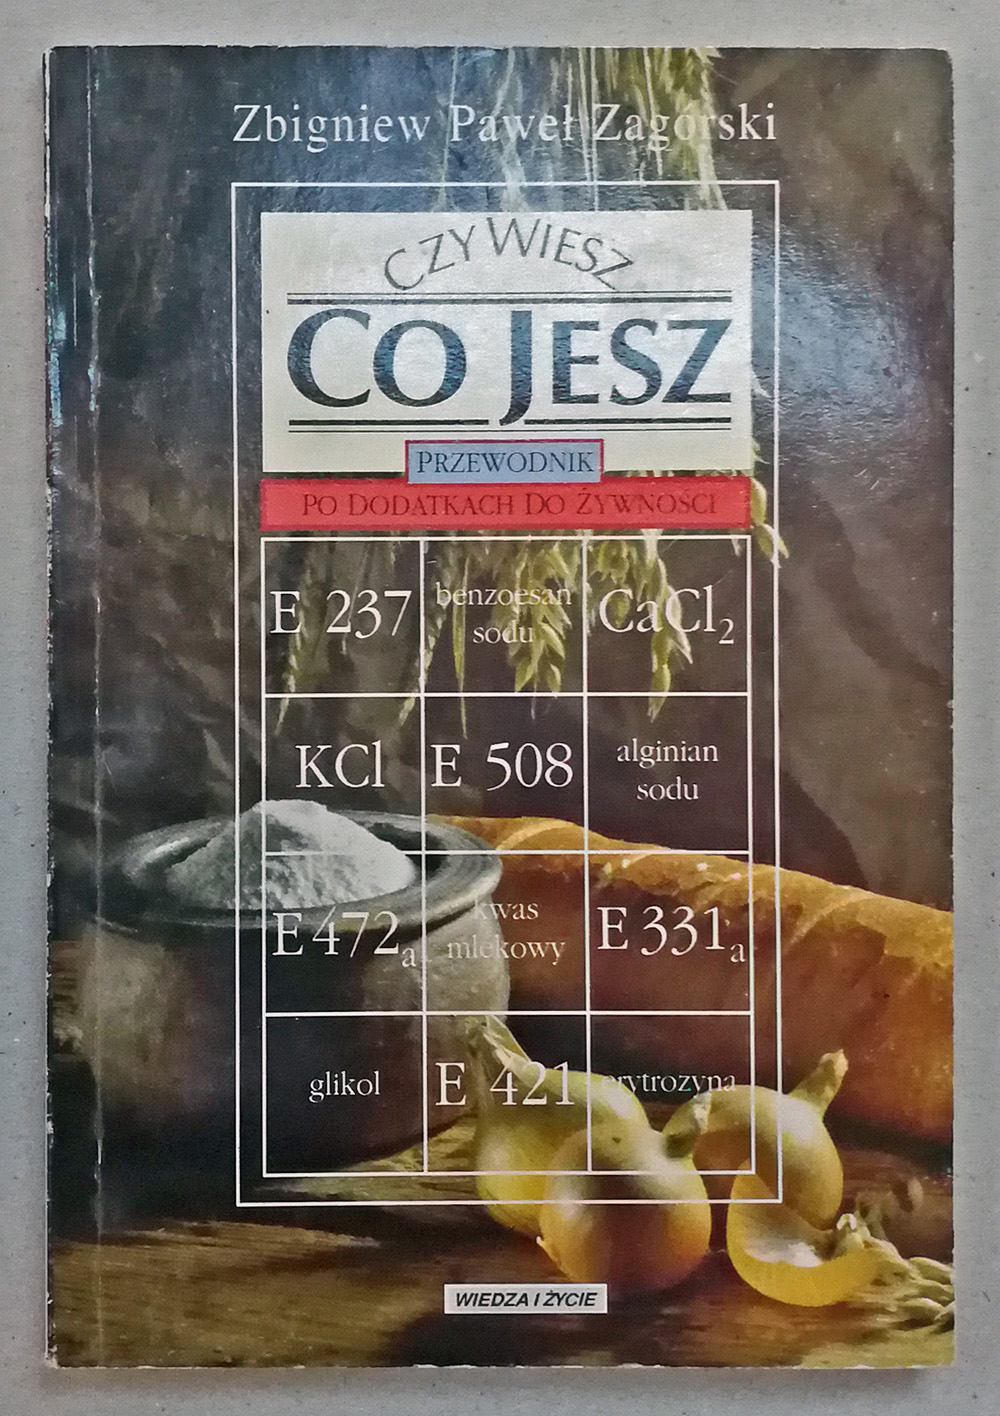 Zbigniew Paweł Zagórski
CZY WIESZ
CO JESZ
PRZEWODNIK
PO DODATKACH DO ŻYWNOŚCI
E 237
benzoesan
sodu
CaCl₂
KCl
E 508
alginian
sodu
E 472a
kwas
mlekowy
E 331a
glikol
E 421
erytrozyna
WIEDZA I ŻYCIE